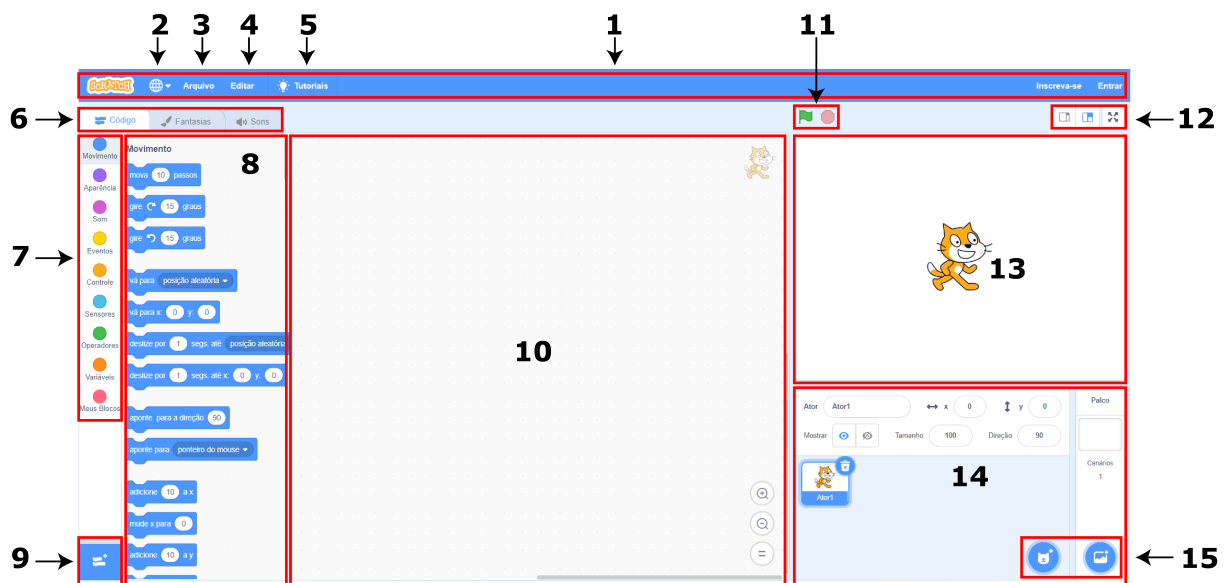 2 3 4 5 1 11
SCRATCH Arquivo Editar Tutoriais Inscreva-se Entrar
6 Código Fantasias Sons 12
Movimento
Aparência
Som
Eventos
Controle
Sensores
Operadores
Variáveis
Meus Blocos
7
9
Movimento
8
mova 10 passos
gire 15 graus
gire 15 graus
vá para posição aleatória
vá para x: 0 y: 0
deslize por 1 segs. até posição aleatória
deslize por 1 segs. até x: 0 y: 0
aponte para a direção 90
aponte para ponteiro do mouse
adicione 10 a x
mude x para 0
adicione 10 a y
10
13
Ator Ator1 x 0 y 0
Mostrar Tamanho 100 Direção 90
Ator1
14
Palco
Cenários
1
15